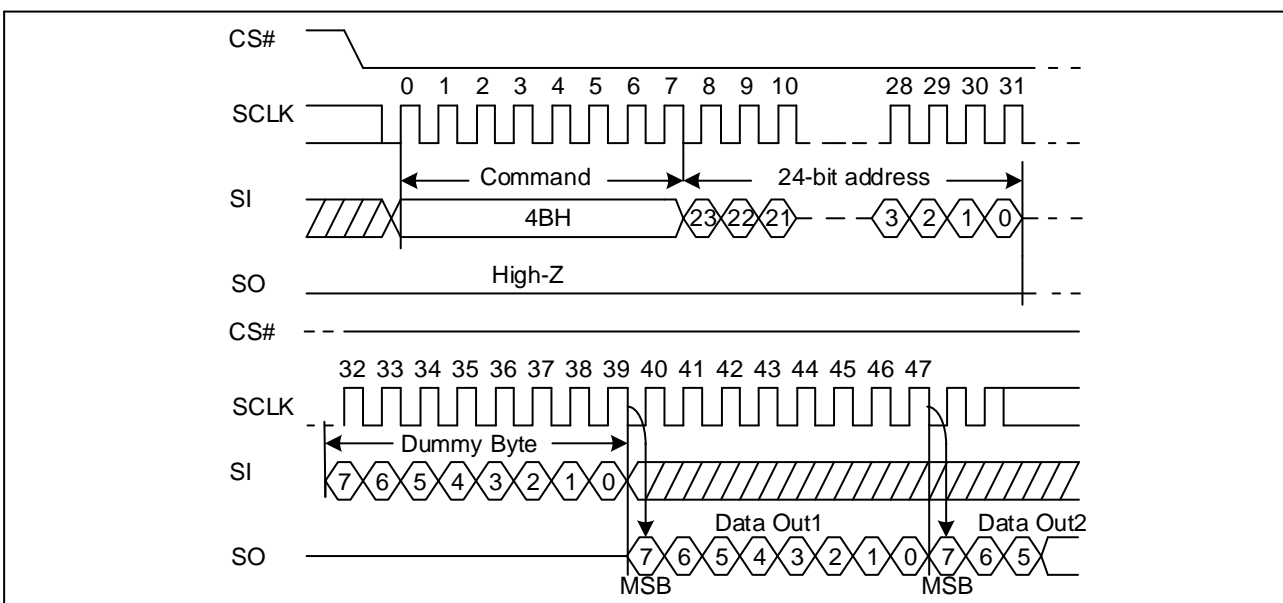 CS#
0 1 2 3 4 5 6 7 8 9 10 28 29 30 31
SCLK
Command 24-bit address
SI
4BH 23 22 21 3 2 1 0
High-Z
SO
CS#
32 33 34 35 36 37 38 39 40 41 42 43 44 45 46 47
SCLK
Dummy Byte
SI
7 6 5 4 3 2 1 0
Data Out1 Data Out2
SO
7 6 5 4 3 2 1 0 7 6 5
MSB MSB